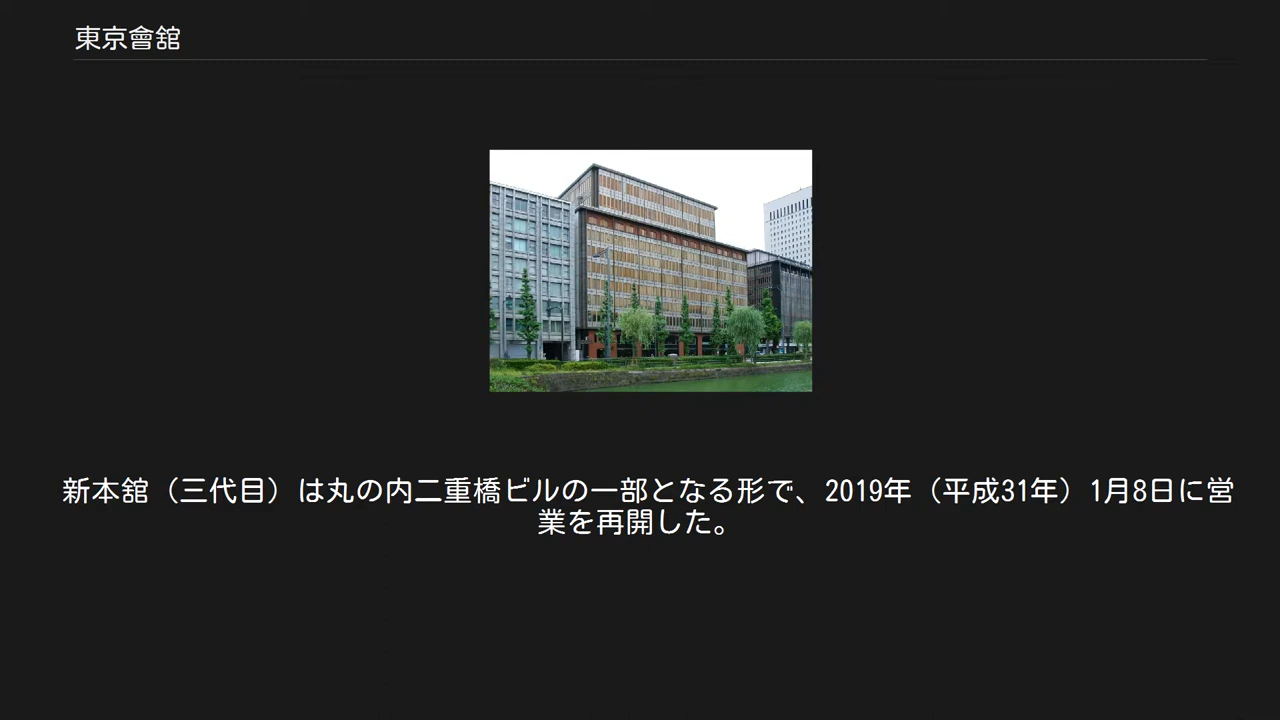 東京會舘
新本舘（三代目）は丸の内二重橋ビルの一部となる形で、2019年（平成31年）1月8日に営
業を再開した。